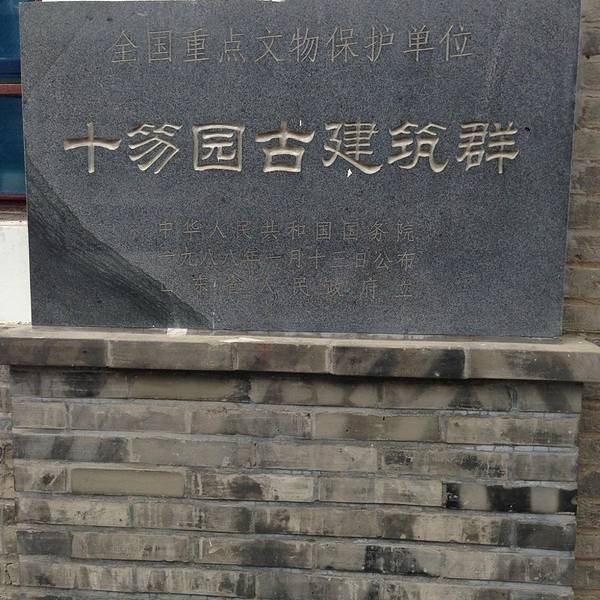 全国重点文物保护单位
十笏园古建筑群
中华人民共和国国务院
一九八八年一月十三日公布
山东省人民政府立